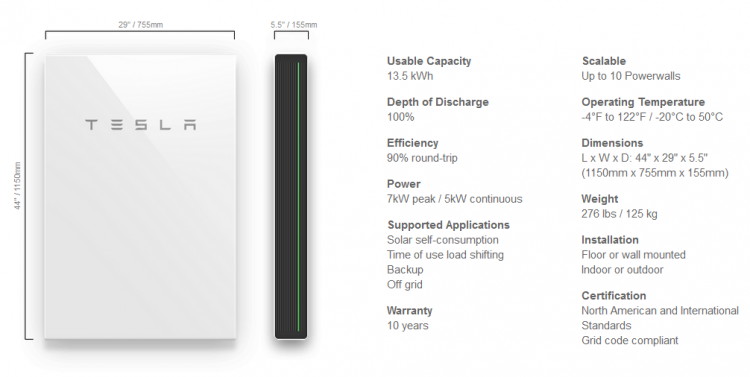 29" / 755mm
5.5" / 155mm
44" / 1150mm
TESLA
Usable Capacity
13.5 kWh
Depth of Discharge
100%
Efficiency
90% round-trip
Power
7kW peak / 5kW continuous
Supported Applications
Solar self-consumption
Time of use load shifting
Backup
Off grid
Warranty
10 years
Scalable
Up to 10 Powerwalls
Operating Temperature
-4°F to 122°F / -20°C to 50°C
Dimensions
L x W x D: 44" x 29" x 5.5"
(1150mm x 755mm x 155mm)
Weight
276 lbs / 125 kg
Installation
Floor or wall mounted
Indoor or outdoor
Certification
North American and International
Standards
Grid code compliant